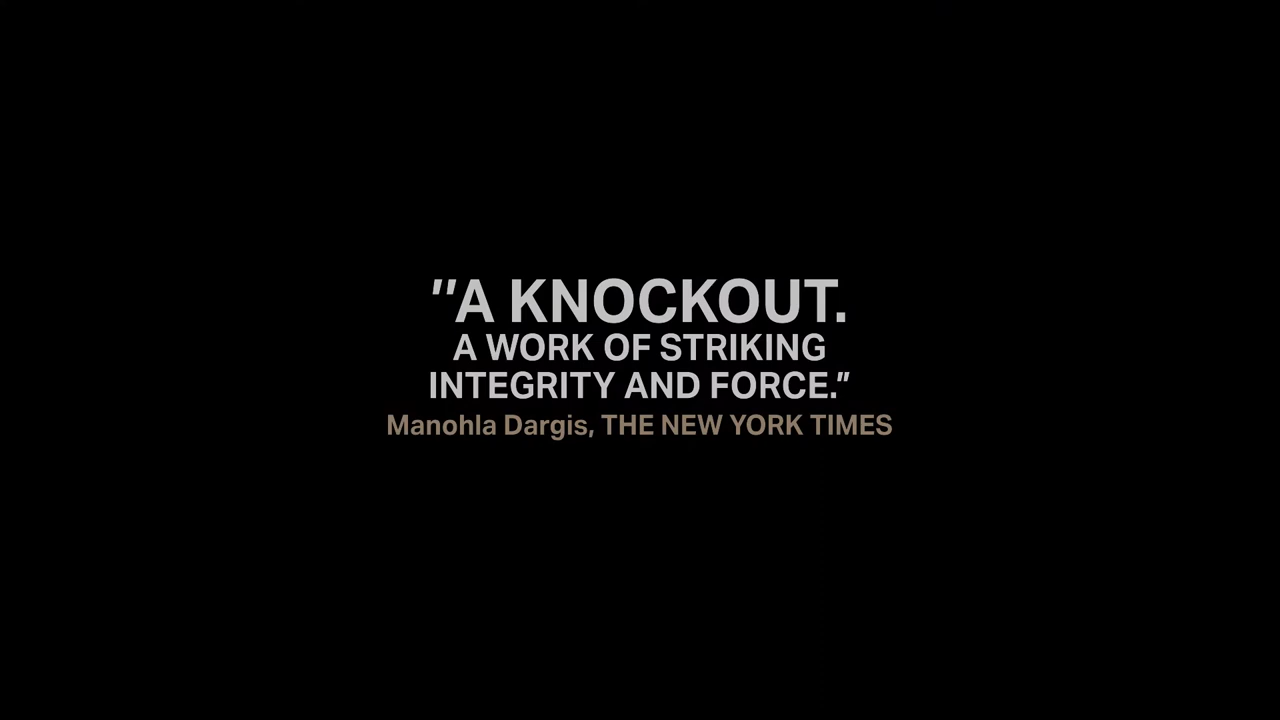 "A KNOCKOUT.
A WORK OF STRIKING
INTEGRITY AND FORCE."
Manohla Dargis, THE NEW YORK TIMES